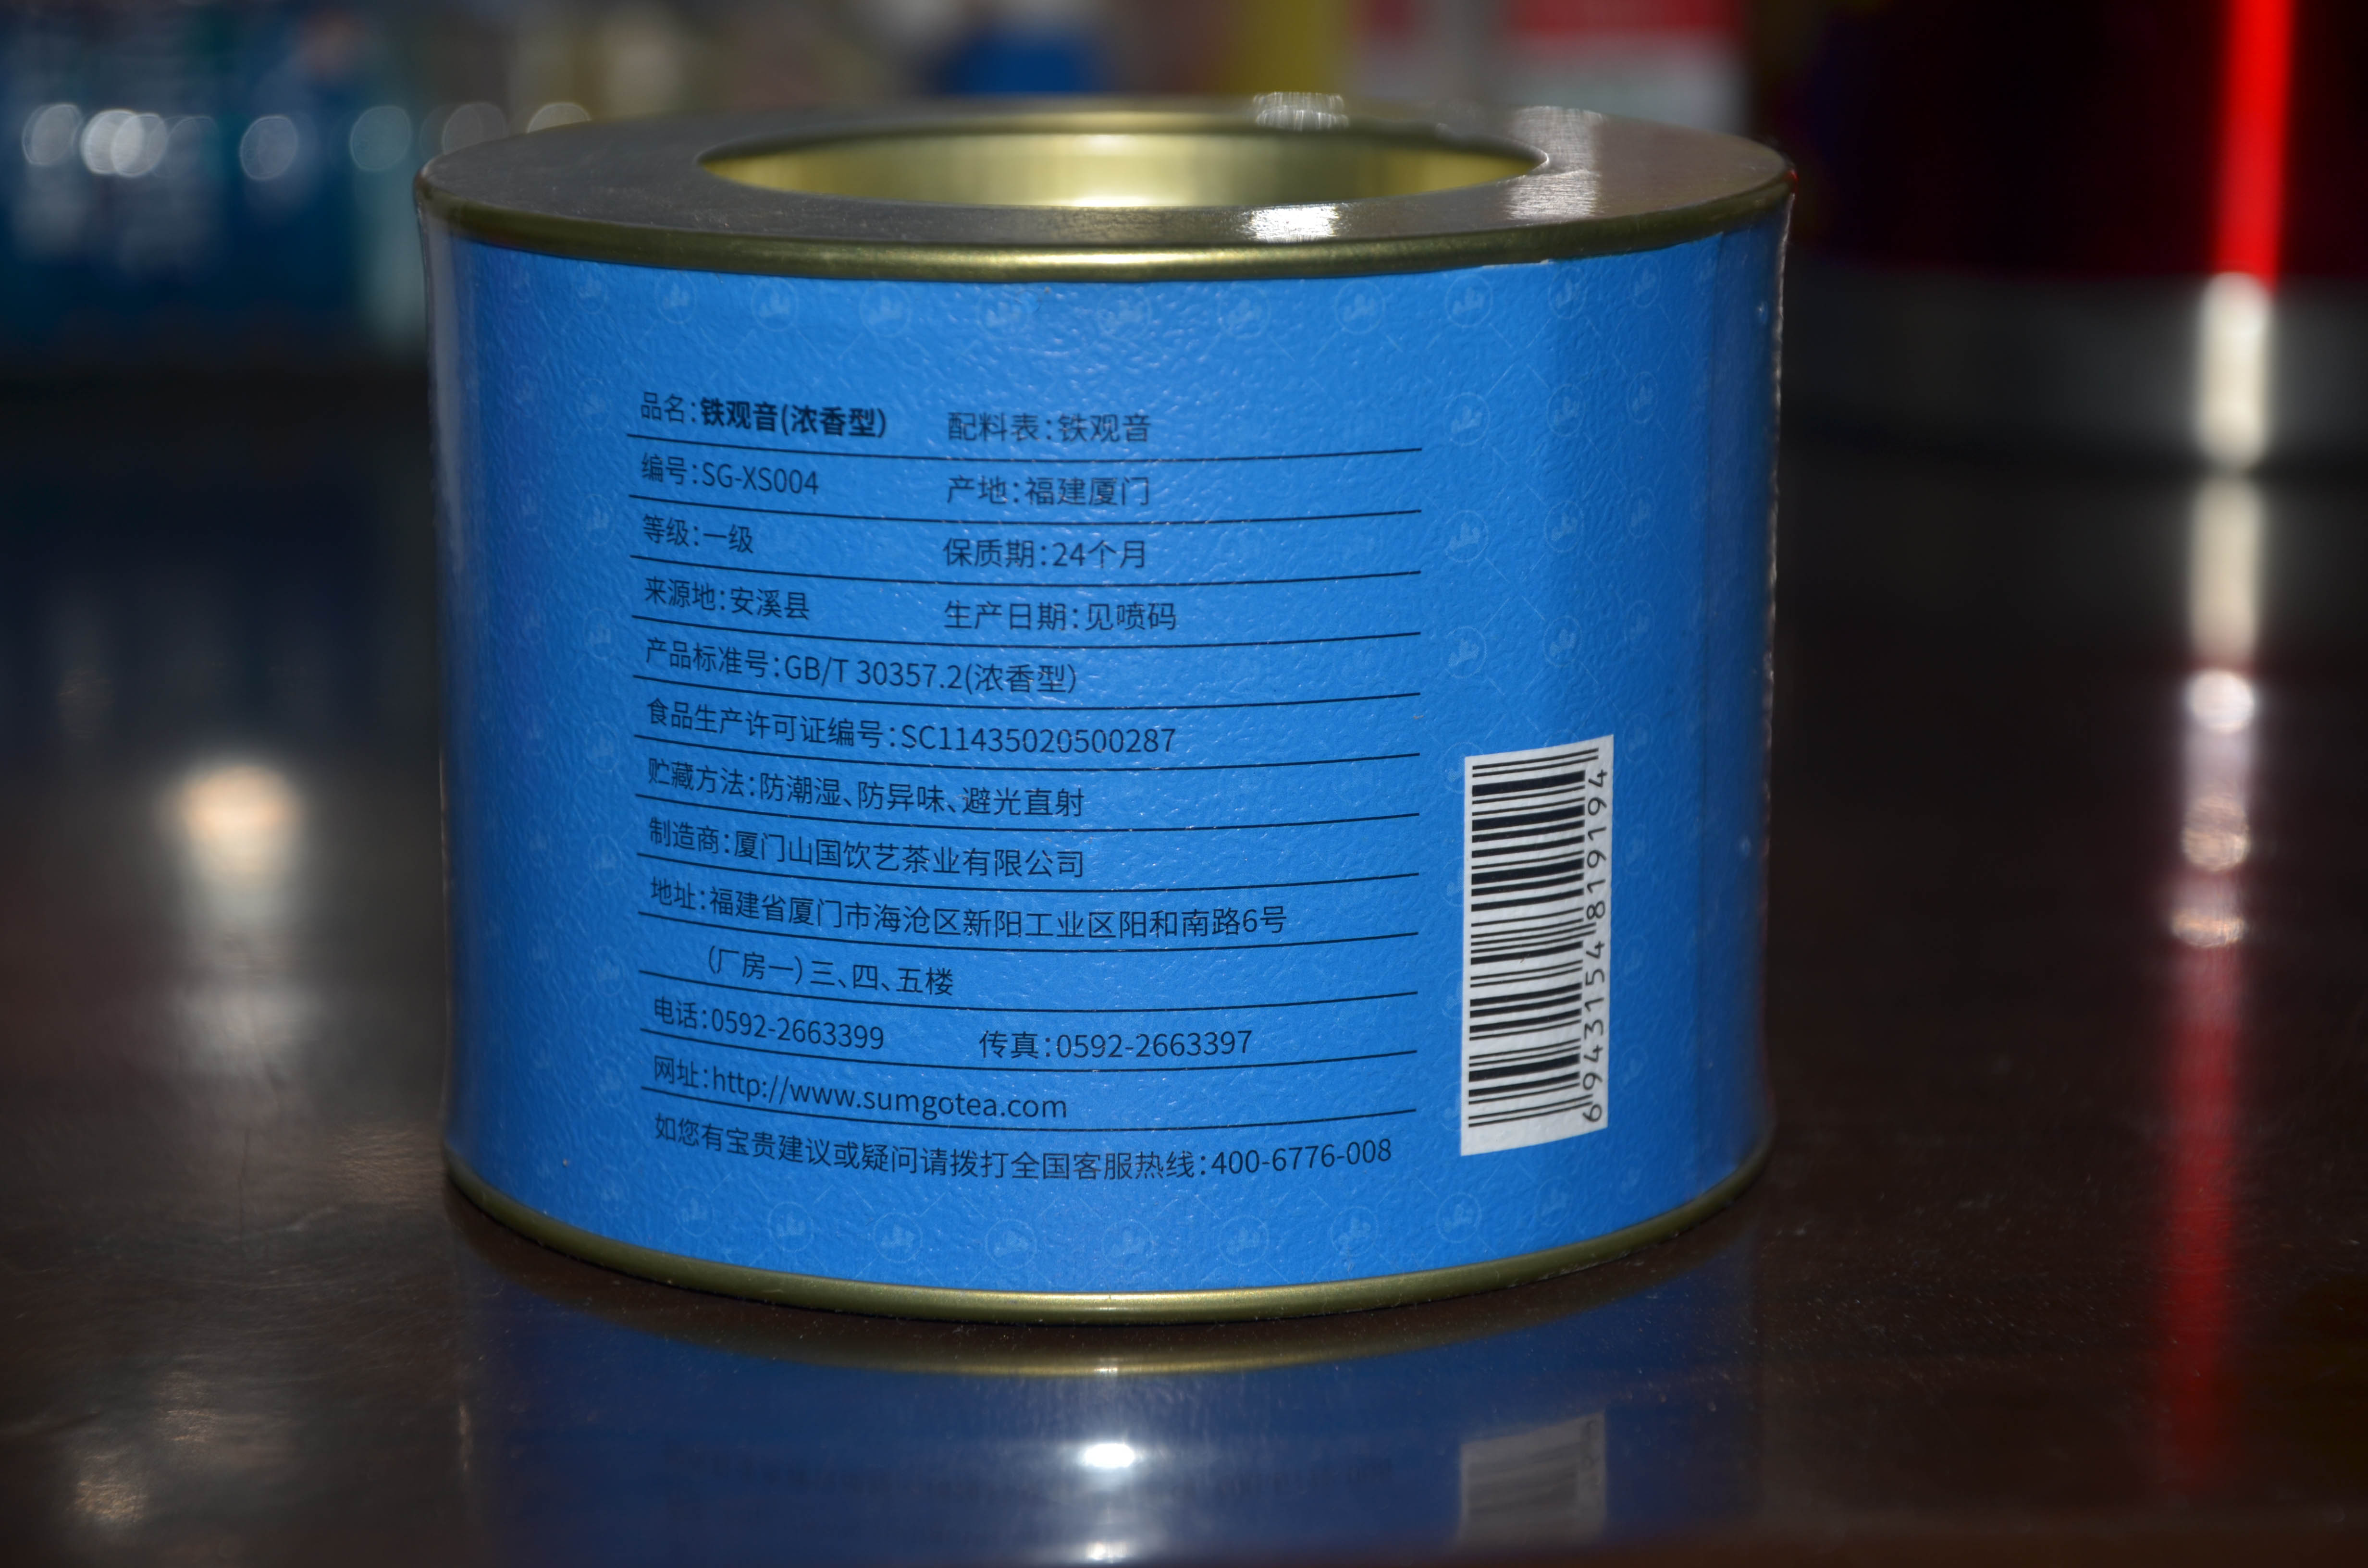 品名:铁观音(浓香型) 配料表:铁观音
编号:SG-XS004 产地:福建厦门
等级:一级 保质期:24个月
来源地:安溪县 生产日期:见喷码
产品标准号:GB/T 30357.2(浓香型)
食品生产许可证编号:SC11435020500287
贮藏方法:防潮湿、防异味、避光直射
制造商:厦门山国饮艺茶业有限公司
地址:福建省厦门市海沧区新阳工业区阳和南路6号
(厂房一)三、四、五楼
电话:0592-2663399 传真:0592-2663397
网址:http://www.sumgotea.com
如您有宝贵建议或疑问请拨打全国客服热线:400-6776-008
6943154819194